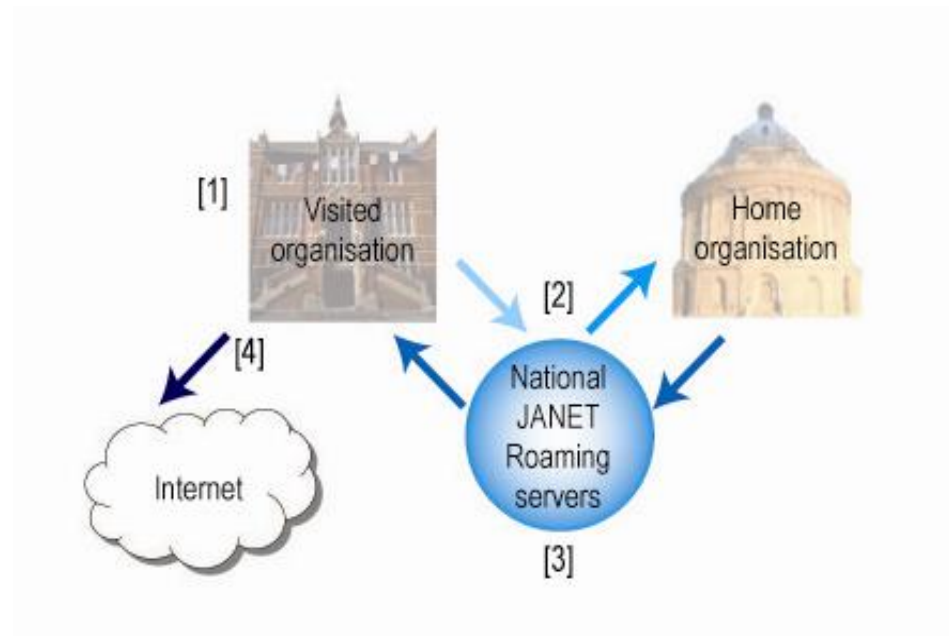 [1]
Visited
organisation
Home
organisation
[2]
[4]
National
JANET
Roaming
servers
Internet
[3]